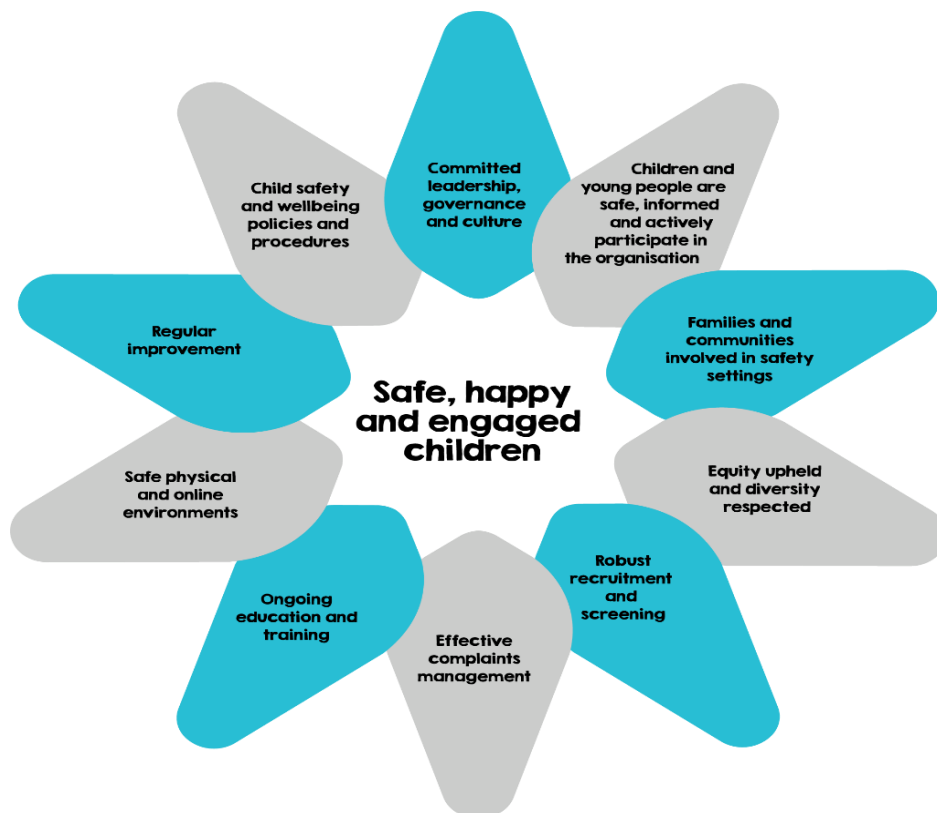 Committed
leadership,
governance
and culture
Children and
young people are
safe, informed
and actively
participate in
the organisation
Families and
communities
involved in safety
settings
Equity upheld
and diversity
respected
Robust
recruitment
and
screening
Effective
complaints
management
Ongoing
education and
training
Safe physical
and online
environments
Regular
improvement
Child safety
and wellbeing
policies and
procedures
Safe, happy
and engaged
children